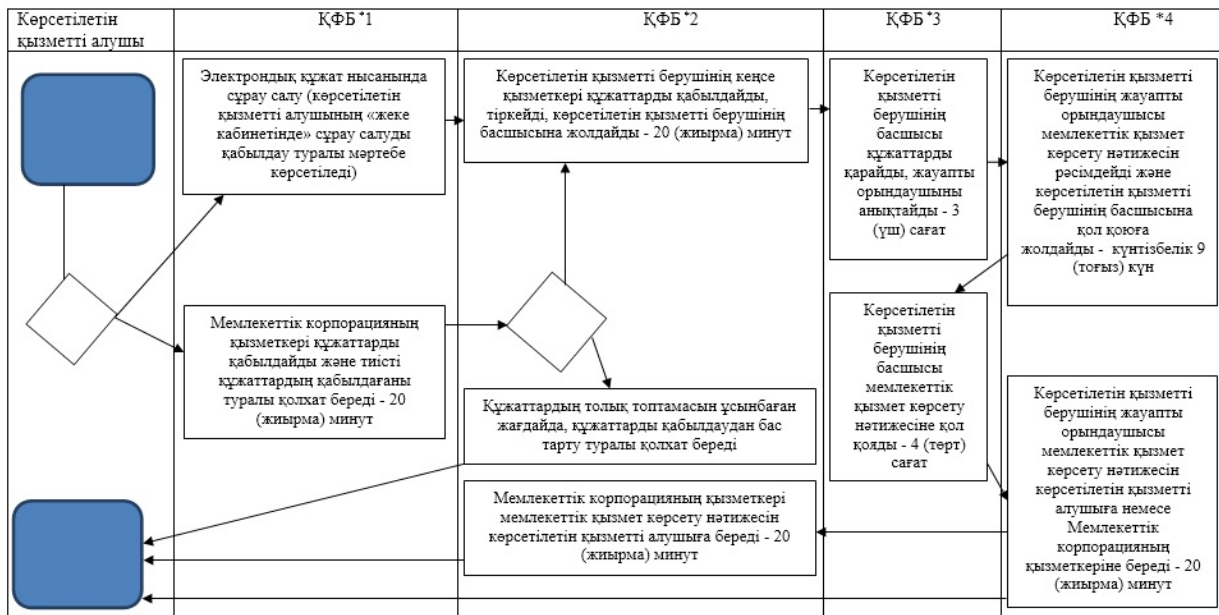 Көрсетілетін
қызметті алушы
ҚФБ *1
ҚФБ *2
ҚФБ *3
ҚФБ *4
Электрондық құжат нысанында
сұрау салу (көрсетілетін
қызметті алушының «жеке
кабинетінде» сұрау салуды
қабылдау туралы мәртебе
көрсетіледі)
Көрсетілетін қызметті берушінің кеңсе
қызметкері құжаттарды қабылдайды,
тіркейді, көрсетілетін қызметті берушінің
басшысына жолдайды - 20 (жиырма) минут
Көрсетілетін
қызметті
берушінің
басшысы
құжаттарды
қарайды, жауапты
орындаушыны
анықтайды - 3
(үш) сағат
Көрсетілетін қызметті
берушінің жауапты
орындаушысы
мемлекеттік қызмет
көрсету нәтижесін
рәсімдейді және
көрсетілетін қызметті
берушінің басшысына
қол қоюға
жолдайды - күнтізбелік 9
(тоғыз) күн
Мемлекеттік корпорацияның
қызметкері құжаттарды
қабылдайды және тиісті
құжаттардың қабылдағаны
туралы қолхат береді - 20
(жиырма) минут
Құжаттардың толық топтамасын ұсынбаған
жағдайда, құжаттарды қабылдаудан бас
тарту туралы қолхат береді
Мемлекеттік корпорацияның қызметкері
мемлекеттік қызмет көрсету нәтижесін
көрсетілетін қызметті алушыға береді - 20
(жиырма) минут
Көрсетілетін
қызметті
берушінің
басшысы
мемлекеттік
қызмет көрсету
нәтижесіне қол
қояды - 4 (төрт)
сағат
Көрсетілетін қызметті
берушінің жауапты
орындаушысы
мемлекеттік қызмет
көрсету нәтижесін
көрсетілетін қызметті
алушыға немесе
Мемлекеттік
корпорацияның
қызметкеріне береді - 20
(жиырма) минут